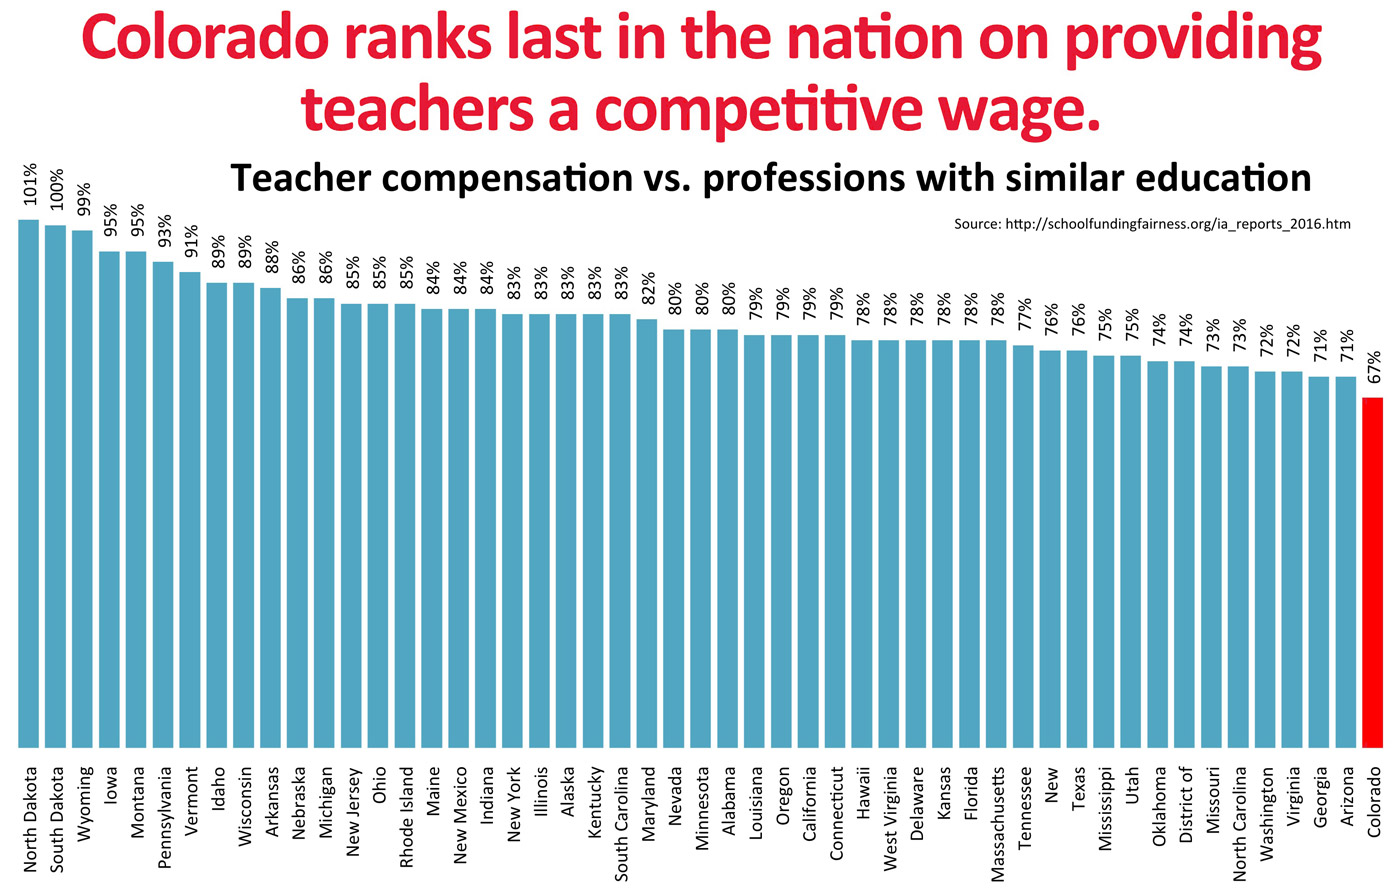 Colorado ranks last in the nation on providing
teachers a competitive wage.
Teacher compensation vs. professions with similar education
Source: http://schoolfundingfairness.org/ia_reports_2016.htm
101%
100%
99%
95%
95%
93%
91%
89%
89%
88%
86%
86%
85%
85%
85%
84%
84%
84%
83%
83%
83%
83%
83%
82%
80%
80%
80%
79%
79%
79%
79%
78%
78%
78%
78%
78%
78%
77%
76%
76%
75%
75%
74%
74%
73%
73%
72%
72%
71%
71%
67%
North Dakota
South Dakota
Wyoming
Iowa
Montana
Pennsylvania
Vermont
Idaho
Wisconsin
Arkansas
Nebraska
Michigan
New Jersey
Ohio
Rhode Island
Maine
New Mexico
Indiana
New York
Illinois
Alaska
Kentucky
South Carolina
Maryland
Nevada
Minnesota
Alabama
Louisiana
Oregon
California
Connecticut
Hawaii
West Virginia
Delaware
Kansas
Florida
Massachusetts
Tennessee
New
Texas
Mississippi
Utah
Oklahoma
District of
Missouri
North Carolina
Washington
Virginia
Georgia
Arizona
Colorado